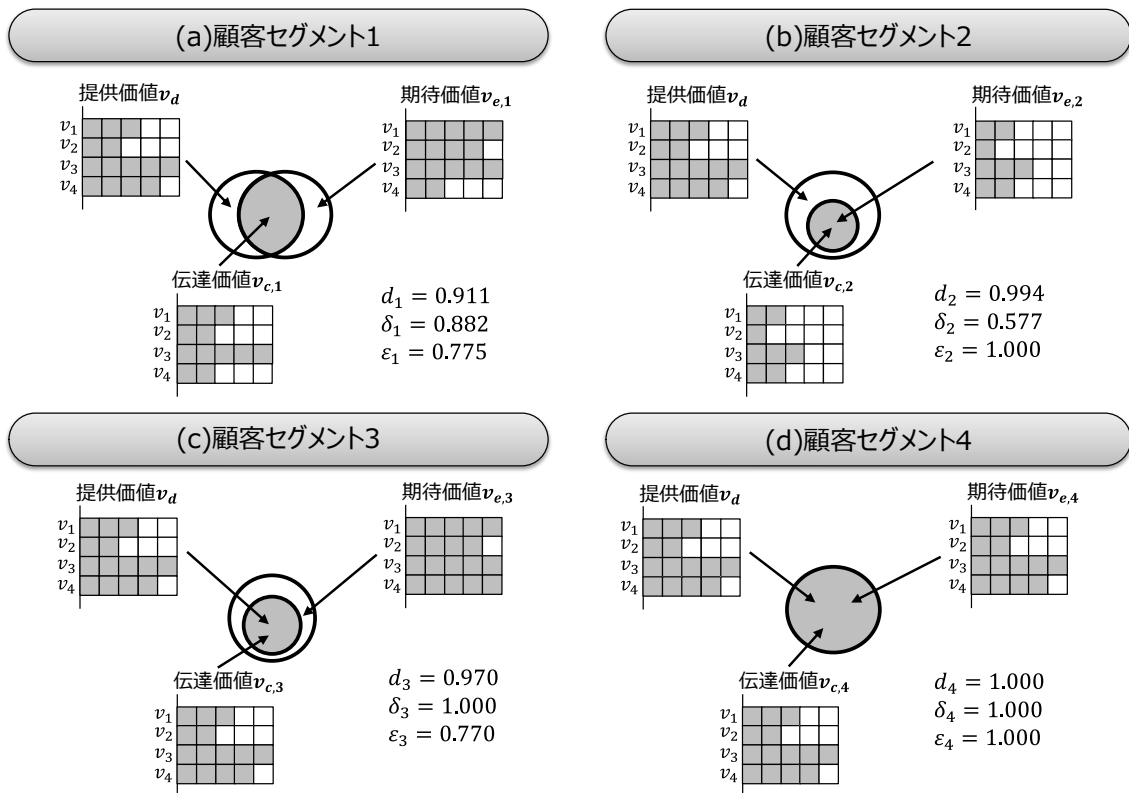 (a)顧客セグメント1
提供価値v_d
期待価値v_{e,1}
v_1
v_2
v_3
v_4
v_1
v_2
v_3
v_4
伝達価値v_{c,1}
v_1
v_2
v_3
v_4
d_1 = 0.911
δ_1 = 0.882
ε_1 = 0.775
(b)顧客セグメント2
提供価値v_d
期待価値v_{e,2}
v_1
v_2
v_3
v_4
v_1
v_2
v_3
v_4
伝達価値v_{c,2}
v_1
v_2
v_3
v_4
d_2 = 0.994
δ_2 = 0.577
ε_2 = 1.000
(c)顧客セグメント3
提供価値v_d
期待価値v_{e,3}
v_1
v_2
v_3
v_4
v_1
v_2
v_3
v_4
伝達価値v_{c,3}
v_1
v_2
v_3
v_4
d_3 = 0.970
δ_3 = 1.000
ε_3 = 0.770
(d)顧客セグメント4
提供価値v_d
期待価値v_{e,4}
v_1
v_2
v_3
v_4
v_1
v_2
v_3
v_4
伝達価値v_{c,4}
v_1
v_2
v_3
v_4
d_4 = 1.000
δ_4 = 1.000
ε_4 = 1.000